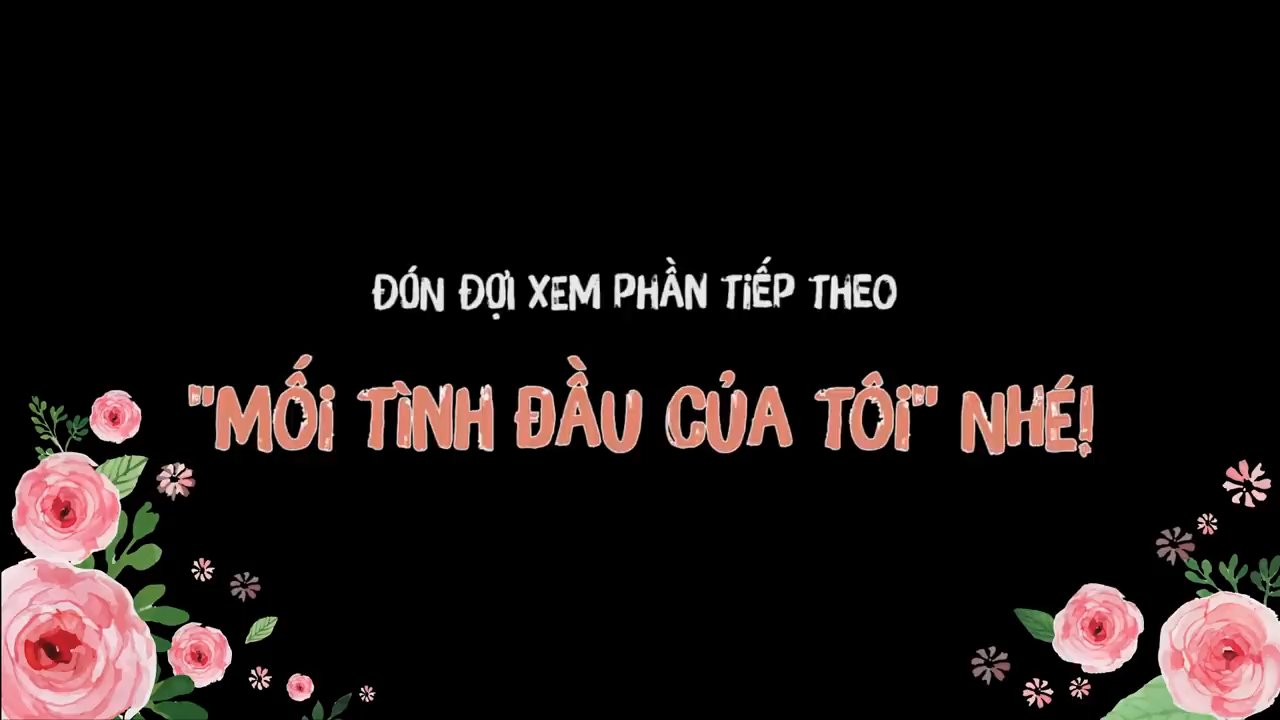 ĐÓN ĐỢI XEM PHẦN TIẾP THEO
"MỐI TÌNH ĐẦU CỦA TÔI" NHÉ!